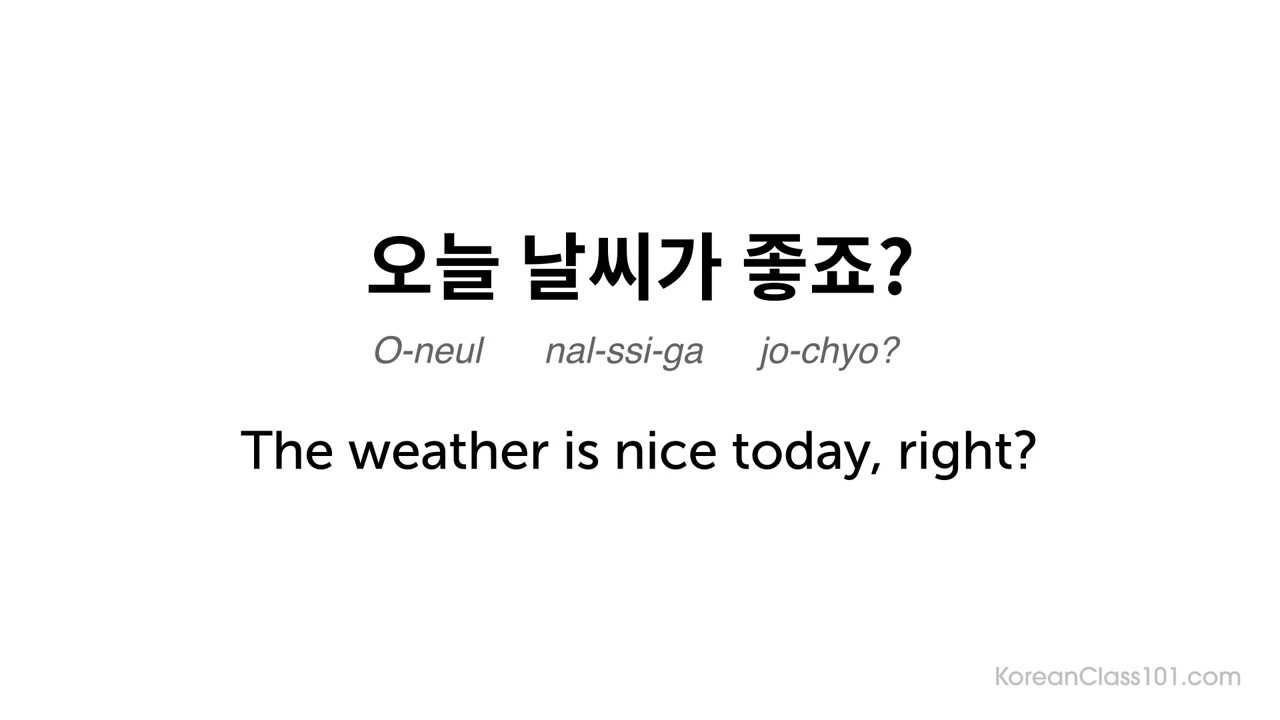 오늘 날씨가 좋죠?
O-neul nal-ssi-ga jo-chyo?
The weather is nice today, right?
KoreanClass101.com